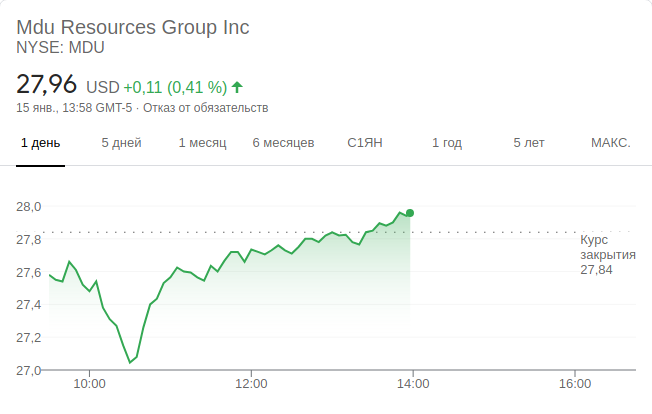 Mdu Resources Group Inc
NYSE: MDU
27,96 USD +0,11 (0,41 %)
15 янв., 13:58 GMT-5 · Отказ от обязательств
1 день 5 дней 1 месяц 6 месяцев С1ЯН 1 год 5 лет МАКС.
28,0
27,8
Курс
закрытия
27,84
27,6
27,4
27,2
27,0
10:00 12:00 14:00 16:00